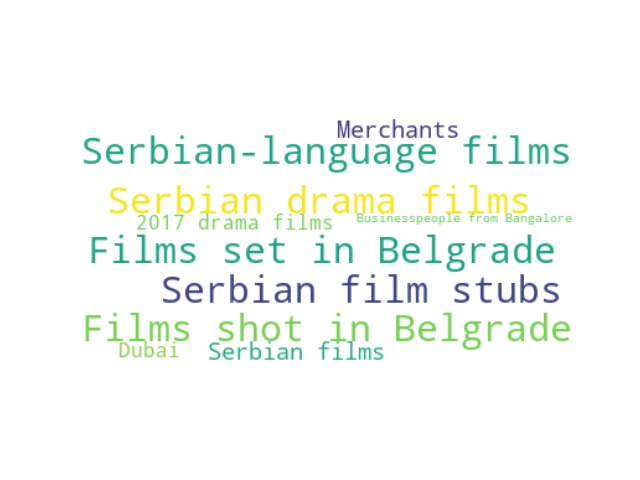 Merchants
Serbian-language films
Serbian drama films
2017 drama films
Businesspeople from Bangalore
Films set in Belgrade
Serbian film stubs
Films shot in Belgrade
Dubai
Serbian films